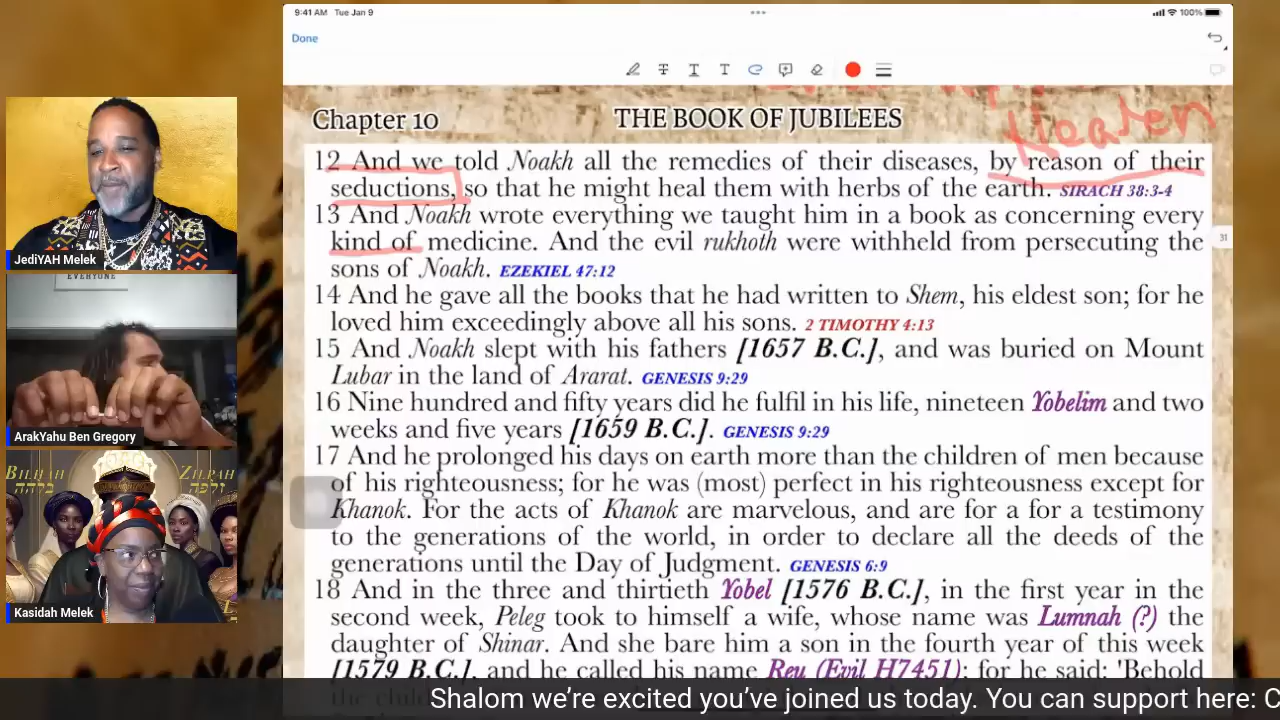 9:41 AM Tue Jan 9
100%
Done
Heaten
Chapter 10
THE BOOK OF JUBILEES
12 And we told Noakh all the remedies of their diseases, by reason of their
seductions, so that he might heal them with herbs of the earth. SIRACH 38:3-4
13 And Noakh wrote everything we taught him in a book as concerning every
kind of medicine. And the evil rukhoth were withheld from persecuting the
sons of Noakh. EZEKIEL 47:12
14 And he gave all the books that he had written to Shem, his eldest son; for he
loved him exceedingly above all his sons. 2 TIMOTHY 4:13
15 And Noakh slept with his fathers [1657 B.C.], and was buried on Mount
Lubar in the land of Ararat. GENESIS 9:29
16 Nine hundred and fifty years did he fulfil in his life, nineteen Yobelim and two
weeks and five years [1659 B.C.]. GENESIS 9:29
17 And he prolonged his days on earth more than the children of men because
of his righteousness; for he was (most) perfect in his righteousness except for
Khanok. For the acts of Khanok are marvelous, and are for a for a testimony
to the generations of the world, in order to declare all the deeds of the
generations until the Day of Judgment. GENESIS 6:9
18 And in the three and thirtieth Yobel [1576 B.C.], in the first year in the
second week, Peleg took to himself a wife, whose name was Lumnah (?) the
daughter of Shinar. And she bare him a son in the fourth year of this week
[1579 B.C.], and he called his name Reu (Evil H7451): for he said: 'Behold
31
JediYAH Melek
EVERYONE
ArakYahu Ben Gregory
BILHAH
בלהה
ZILPAH
זלפה
Kasidah Melek
Shalom we're excited you've joined us today. You can support here: C